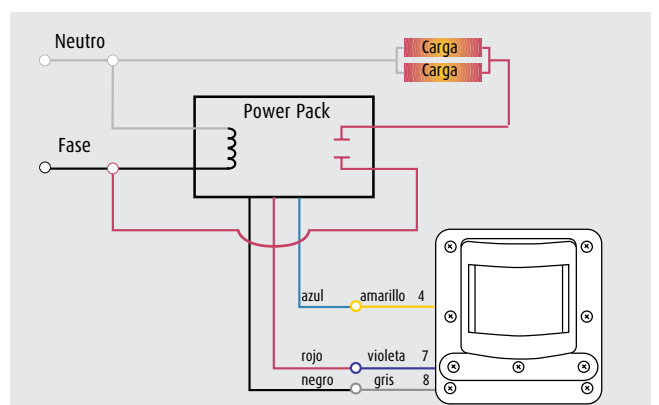 Neutro
Carga
Carga
Power Pack
Fase
azul amarillo 4
rojo violeta 7
negro gris 8